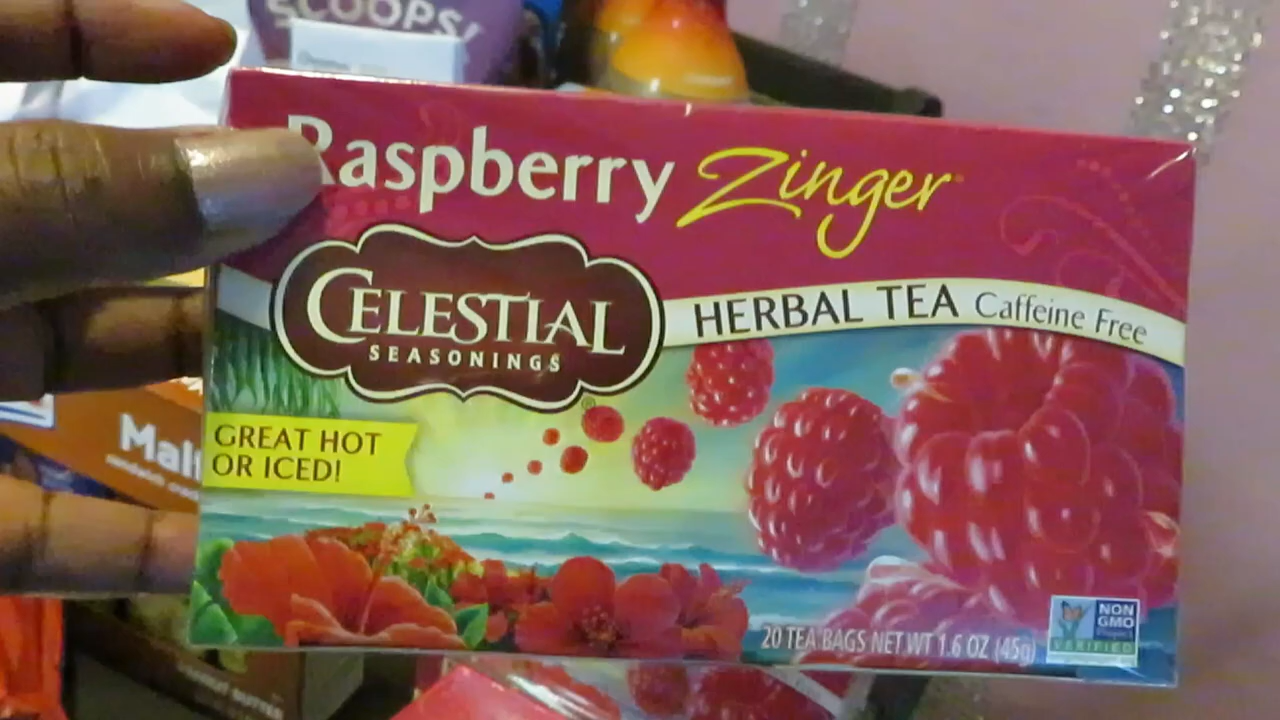 SCOOPS!
Raspberry Zinger
CELESTIAL
SEASONINGS
HERBAL TEA Caffeine Free
GREAT HOT
OR ICED!
Malt
20 TEA BAGS NET WT 1.6 OZ (45g)
NON
GMO
Project
VERIFIED